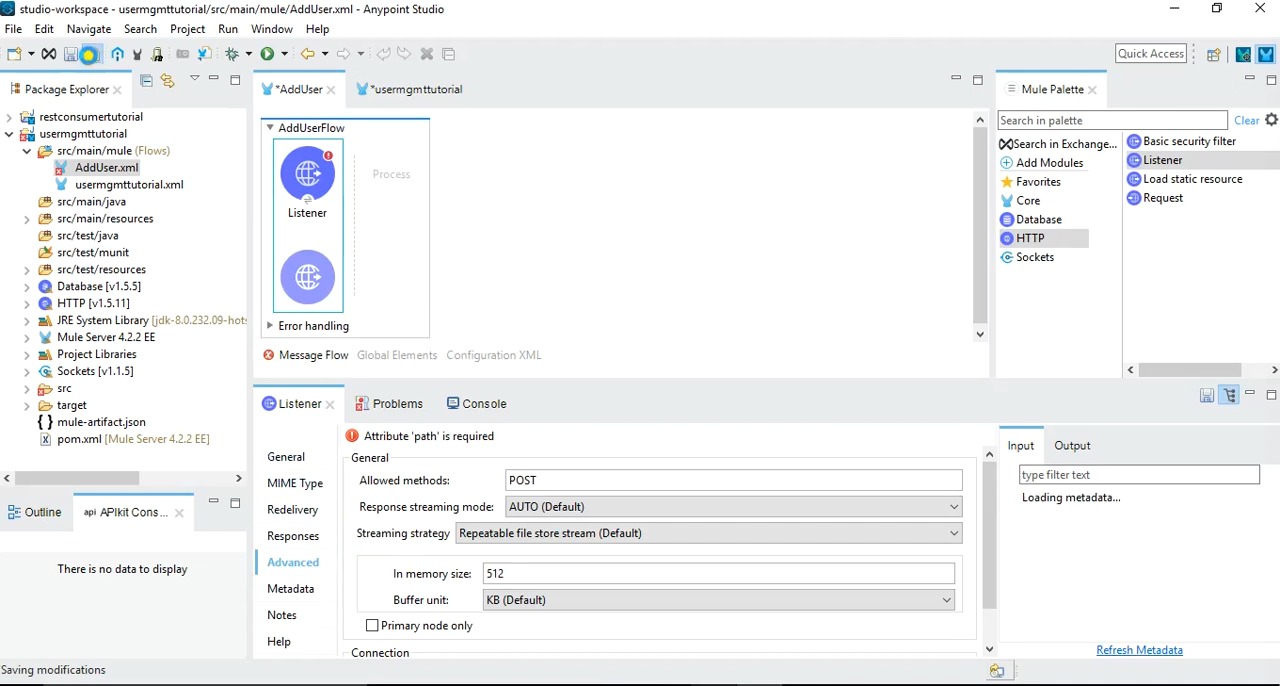 studio-workspace - usermgmttutorial/src/main/mule/AddUser.xml - Anypoint Studio
File Edit Navigate Search Project Run Window Help
Quick Access
Package Explorer
restconsumertutorial
usermgmttutorial
src/main/mule (Flows)
AddUser.xml
usermgmttutorial.xml
src/main/java
src/main/resources
src/test/java
src/test/munit
src/test/resources
Database [v1.5.5]
HTTP [v1.5.11]
JRE System Library [jdk-8.0.232.09-hots
Mule Server 4.2.2 EE
Project Libraries
Sockets [v1.1.5]
src
target
mule-artifact.json
pom.xml [Mule Server 4.2.2 EE]
Outline
api APIkit Cons...
There is no data to display
*AddUser
*usermgmttutorial
AddUserFlow
Process
Listener
Error handling
Message Flow Global Elements Configuration XML
Mule Palette
Search in palette
Clear
Search in Exchange...
Add Modules
Favorites
Core
Database
HTTP
Sockets
Basic security filter
Listener
Load static resource
Request
Listener
Problems
Console
General
MIME Type
Redelivery
Responses
Advanced
Metadata
Notes
Help
Attribute 'path' is required
General
Allowed methods: POST
Response streaming mode: AUTO (Default)
Streaming strategy Repeatable file store stream (Default)
In memory size: 512
Buffer unit: KB (Default)
Primary node only
Connection
Input
Output
type filter text
Loading metadata...
Refresh Metadata
Saving modifications